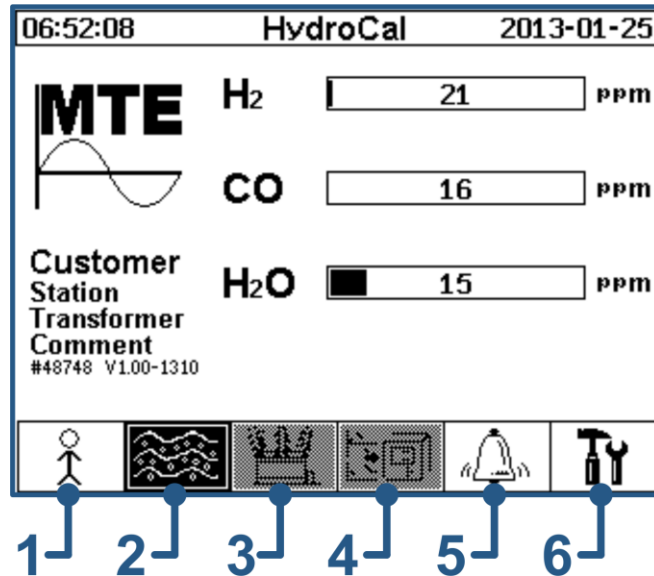 06:52:08 HydroCal 2013-01-25
MTE
H2 21 ppm
CO 16 ppm
H2O 15 ppm
Customer
Station
Transformer
Comment
#48748 V1.00-1310
1 2 3 4 5 6